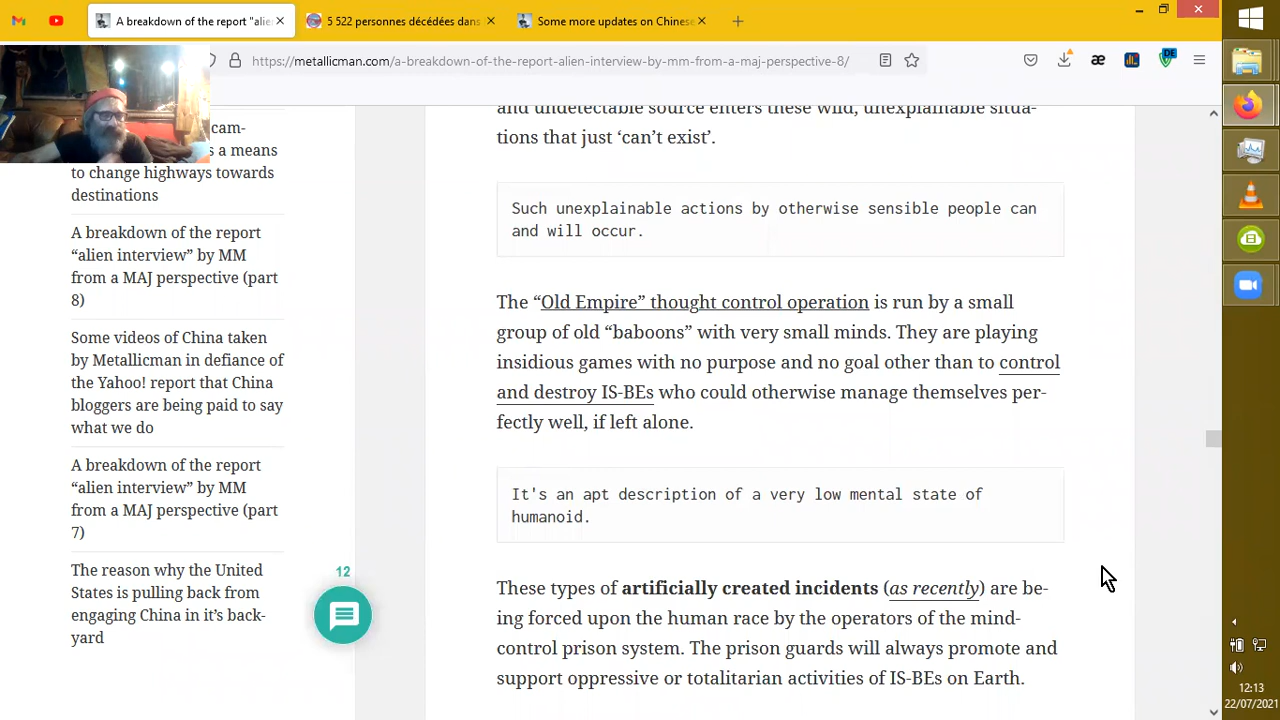 A breakdown of the report "alie
5 522 personnes décédées dans
Some more updates on Chinese
https://metallicman.com/a-breakdown-of-the-report-alien-interview-by-mm-from-a-maj-perspective-8/
æ
DE
cam-
s a means
to change highways towards
destinations
A breakdown of the report
“alien interview” by MM
from a MAJ perspective (part
8)
Some videos of China taken
by Metallicman in defiance of
the Yahoo! report that China
bloggers are being paid to say
what we do
A breakdown of the report
“alien interview” by MM
from a MAJ perspective (part
7)
The reason why the United
States is pulling back from
engaging China in it’s back-
yard
12
and undetectable source enters these wild, unexplainable situa-
tions that just ‘can’t exist’.
Such unexplainable actions by otherwise sensible people can
and will occur.
The “Old Empire” thought control operation is run by a small
group of old “baboons” with very small minds. They are playing
insidious games with no purpose and no goal other than to control
and destroy IS-BEs who could otherwise manage themselves per-
fectly well, if left alone.
It's an apt description of a very low mental state of
humanoid.
These types of artificially created incidents (as recently) are be-
ing forced upon the human race by the operators of the mind-
control prison system. The prison guards will always promote and
support oppressive or totalitarian activities of IS-BEs on Earth.
12:13
22/07/2021